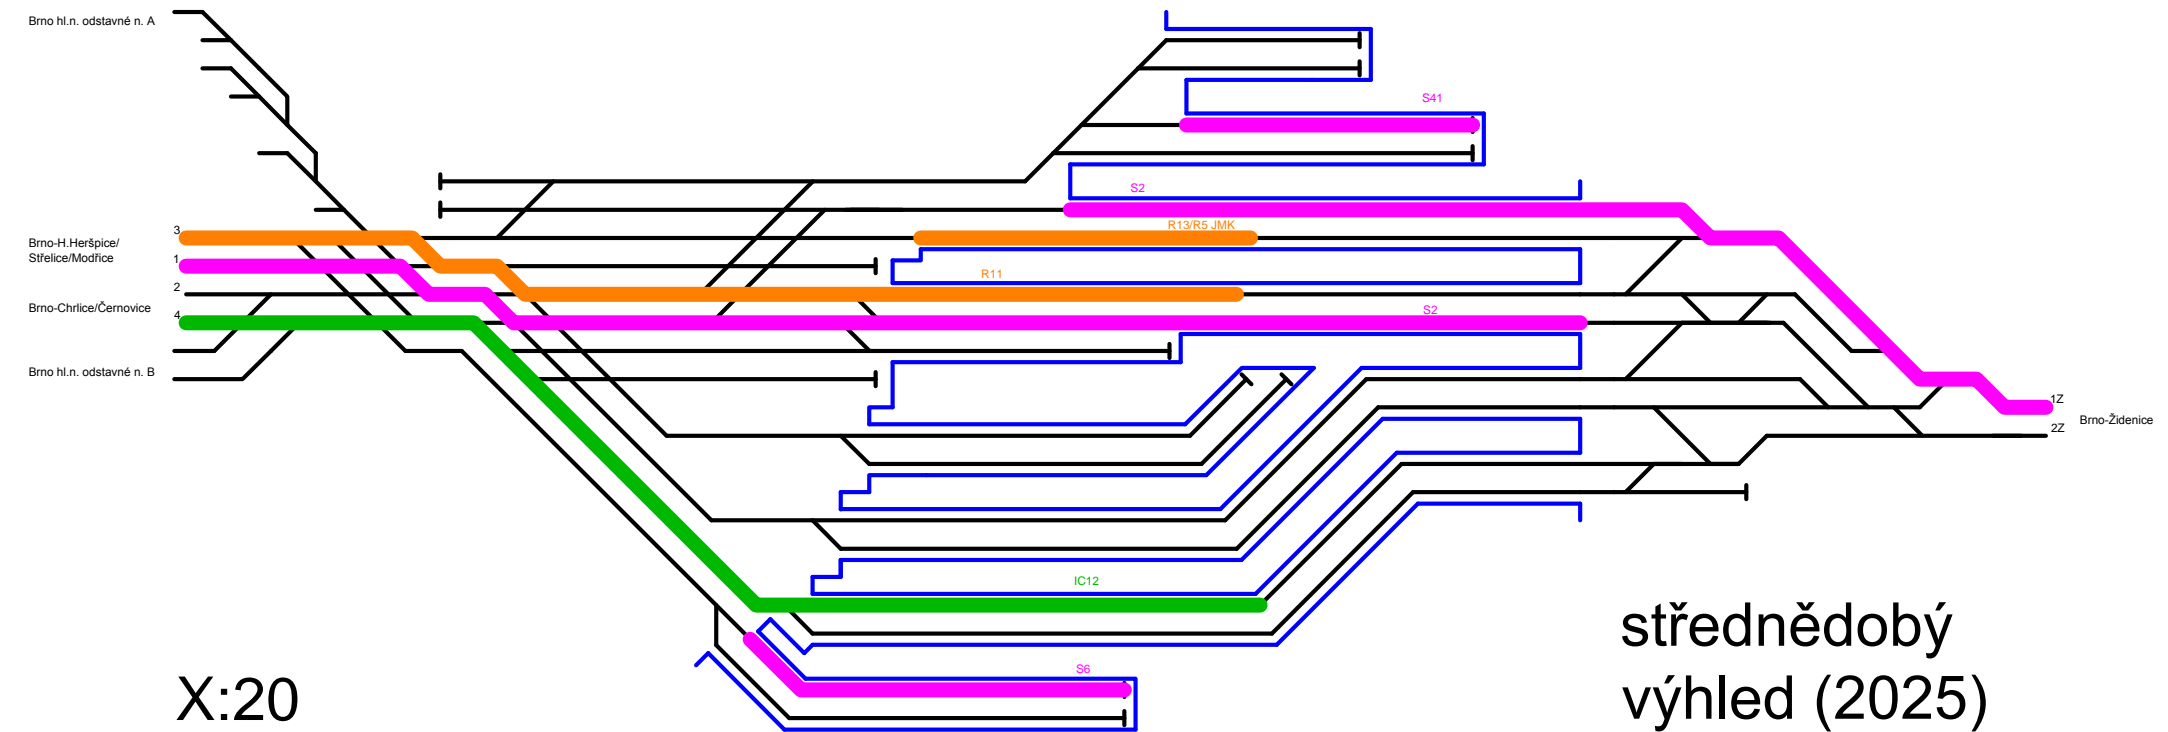 Brno hl.n. odstavné n. A
S41
S2
R13/R5 JMK
3
Brno-H.Heršpice/
Střelice/Modřice
1
R11
2
Brno-Chrlice/Černovice
4
S2
Brno hl.n. odstavné n. B
1Z
Brno-Židenice
2Z
IC12
S6
střednědobý
výhled (2025)
X:20